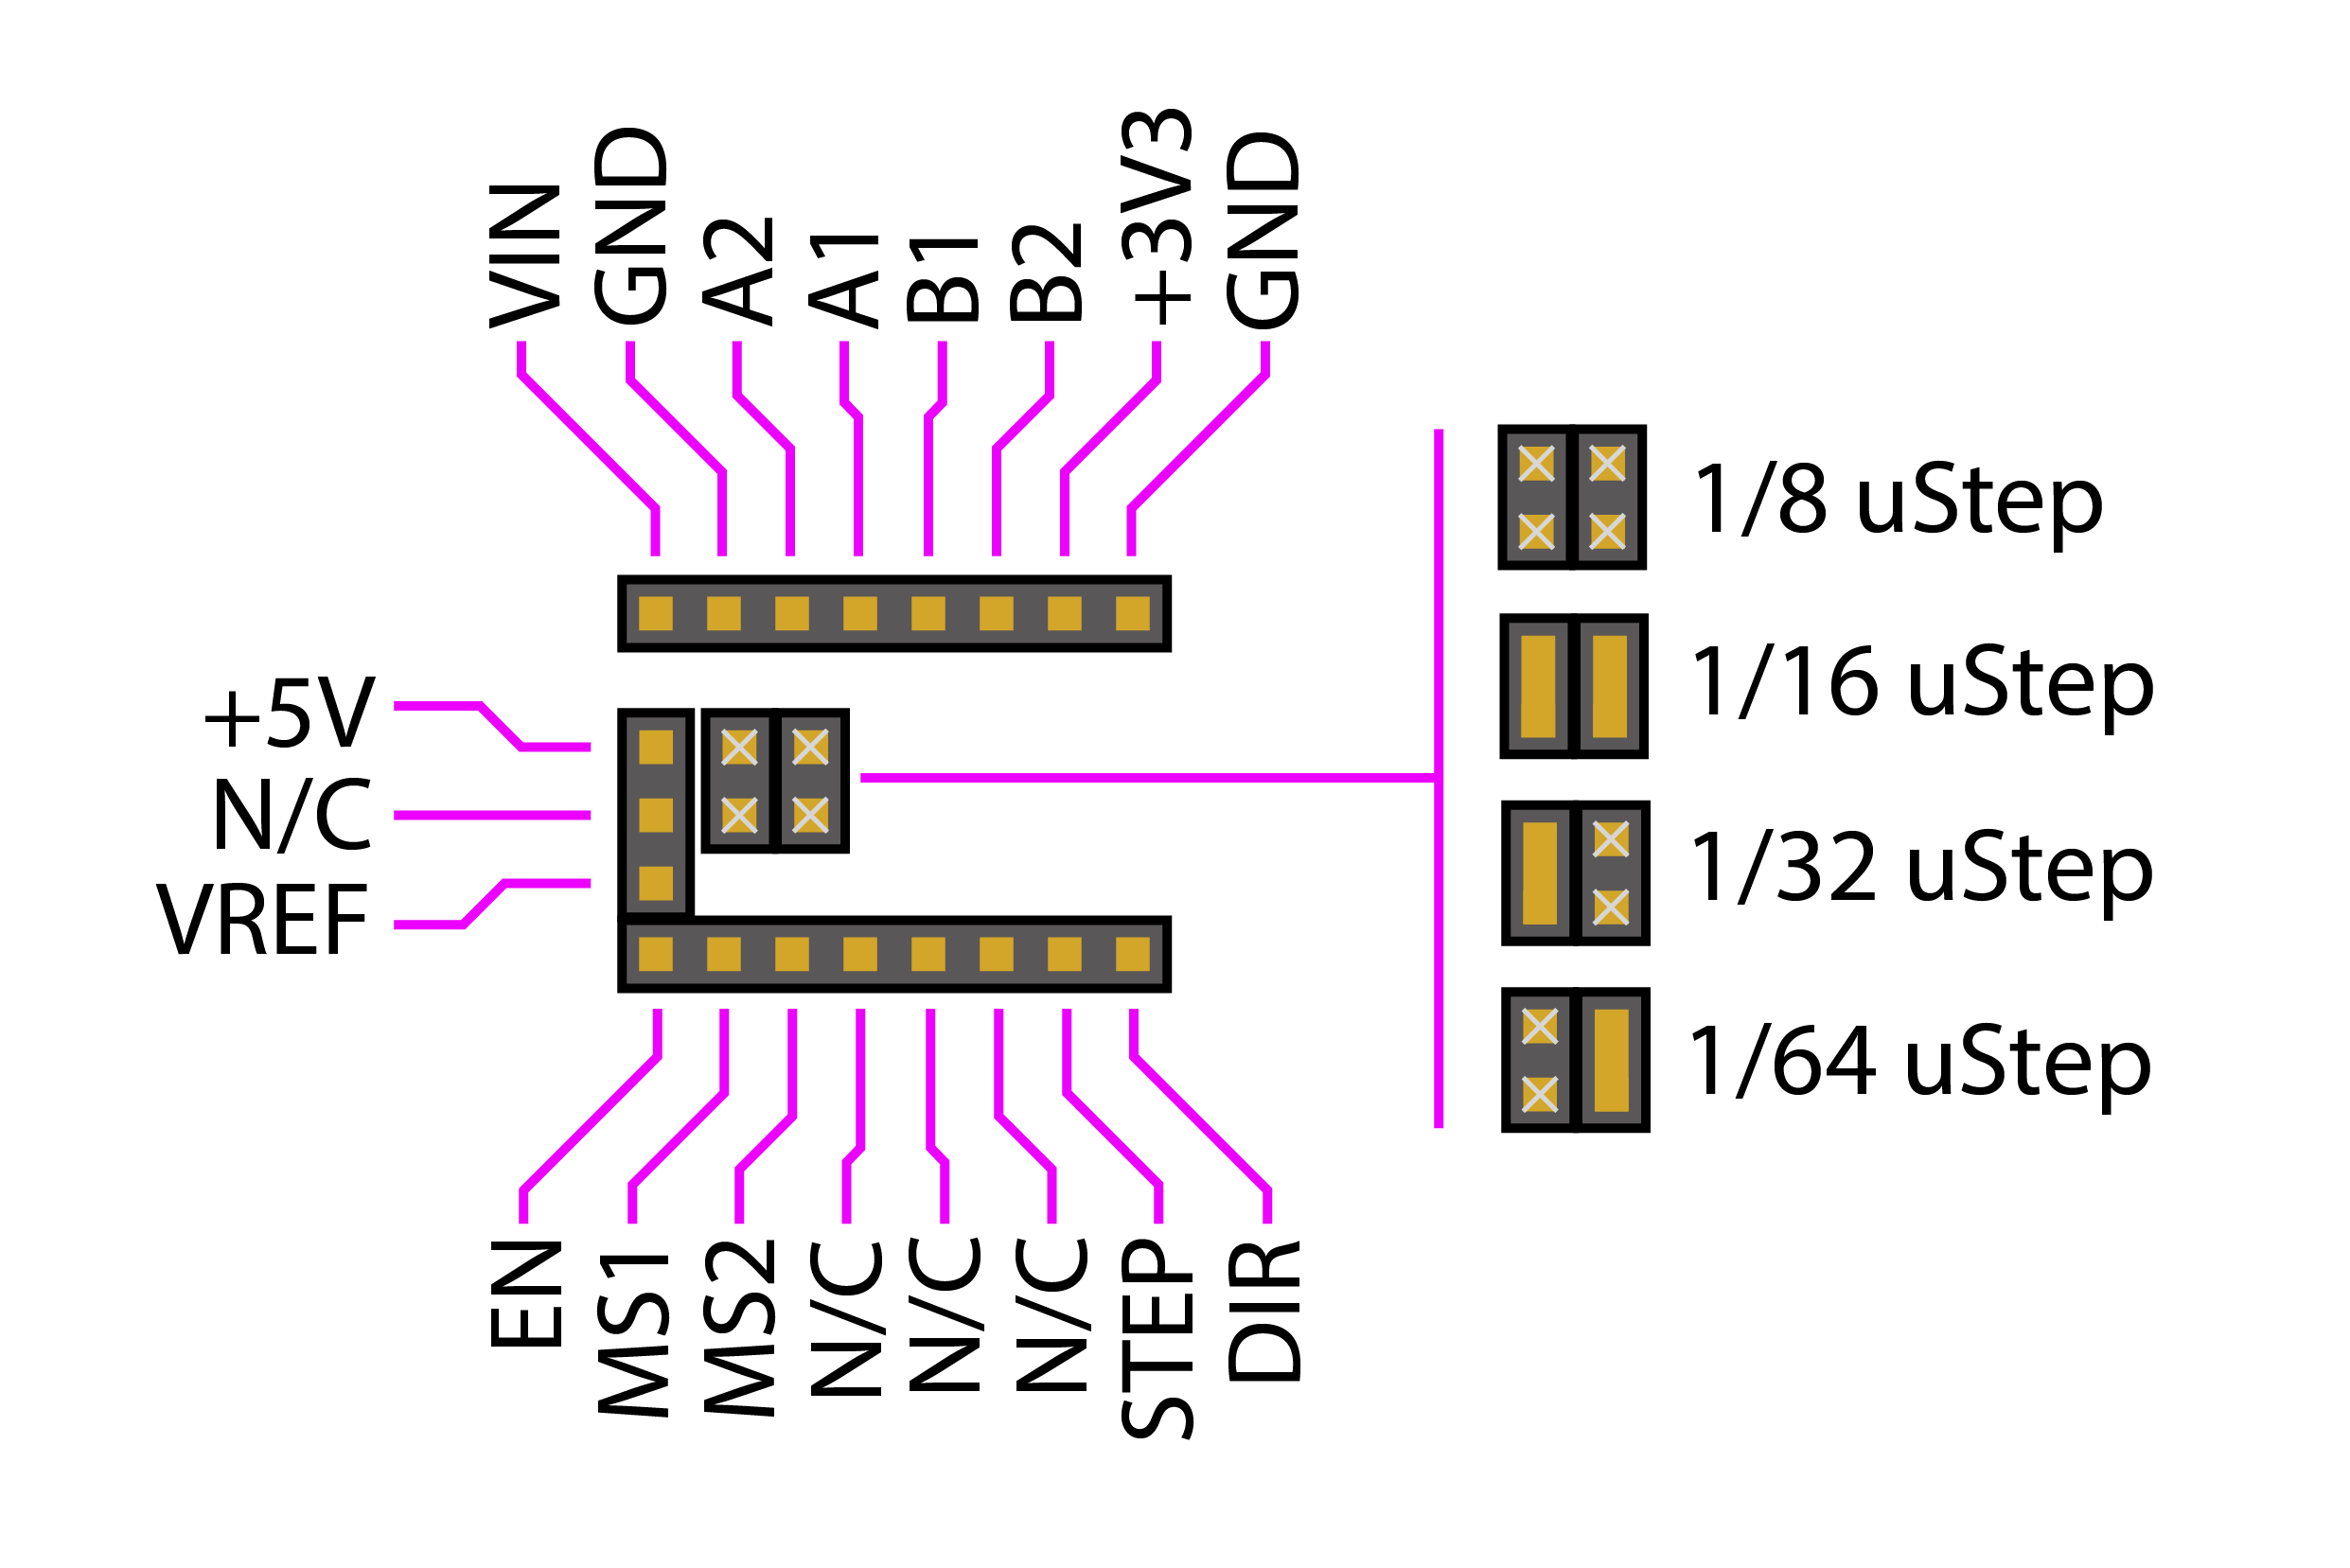 VIN
GND
A2
A1
B1
B2
+3V3
GND
+5V
N/C
VREF
1/8 uStep
1/16 uStep
1/32 uStep
1/64 uStep
EN
MS1
MS2
N/C
N/C
N/C
STEP
DIR